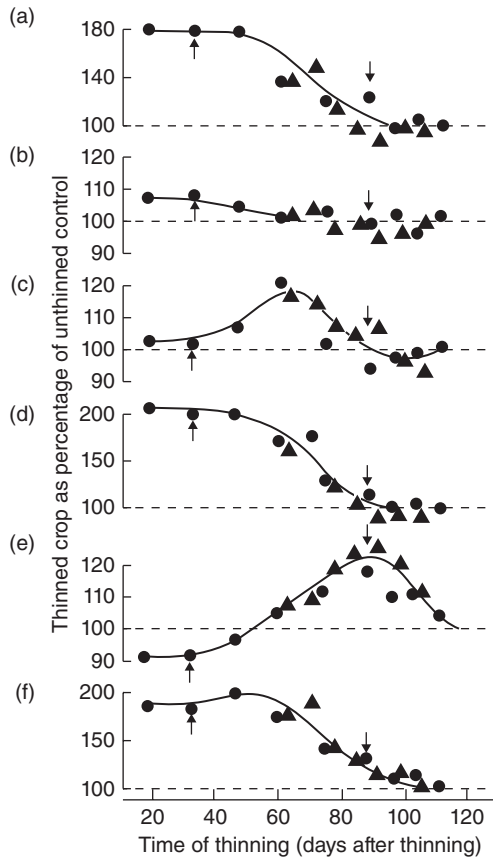 (a)
180
140
100
(b)
120
110
100
90
(c)
120
110
100
90
(d)
200
150
100
(e)
120
110
100
90
(f)
200
150
100
Thinned crop as percentage of unthinned control
20 40 60 80 100 120
Time of thinning (days after thinning)